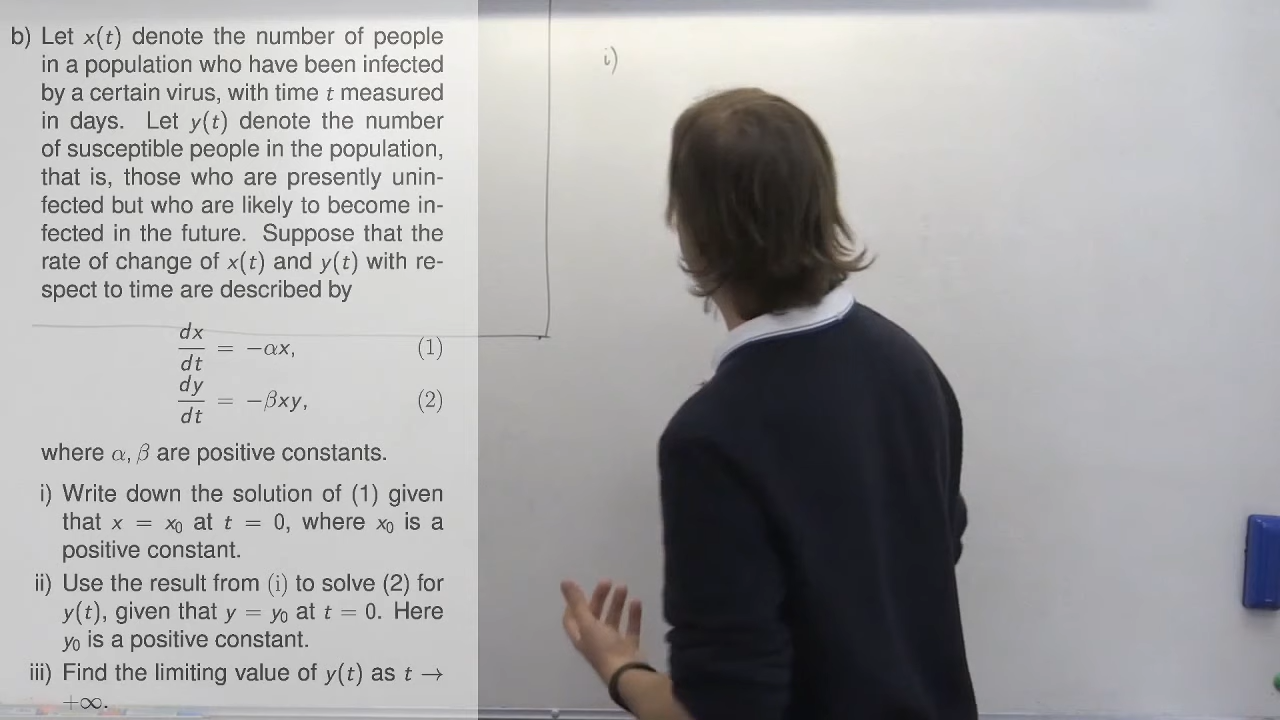 b) Let x(t) denote the number of people
in a population who have been infected
by a certain virus, with time t measured
in days. Let y(t) denote the number
of susceptible people in the population,
that is, those who are presently unin-
fected but who are likely to become in-
fected in the future. Suppose that the
rate of change of x(t) and y(t) with re-
spect to time are described by
dx/dt = −αx, (1)
dy/dt = −βxy, (2)
where α, β are positive constants.
i) Write down the solution of (1) given
that x = x₀ at t = 0, where x₀ is a
positive constant.
ii) Use the result from (i) to solve (2) for
y(t), given that y = y₀ at t = 0. Here
y₀ is a positive constant.
iii) Find the limiting value of y(t) as t →
+∞.
i)